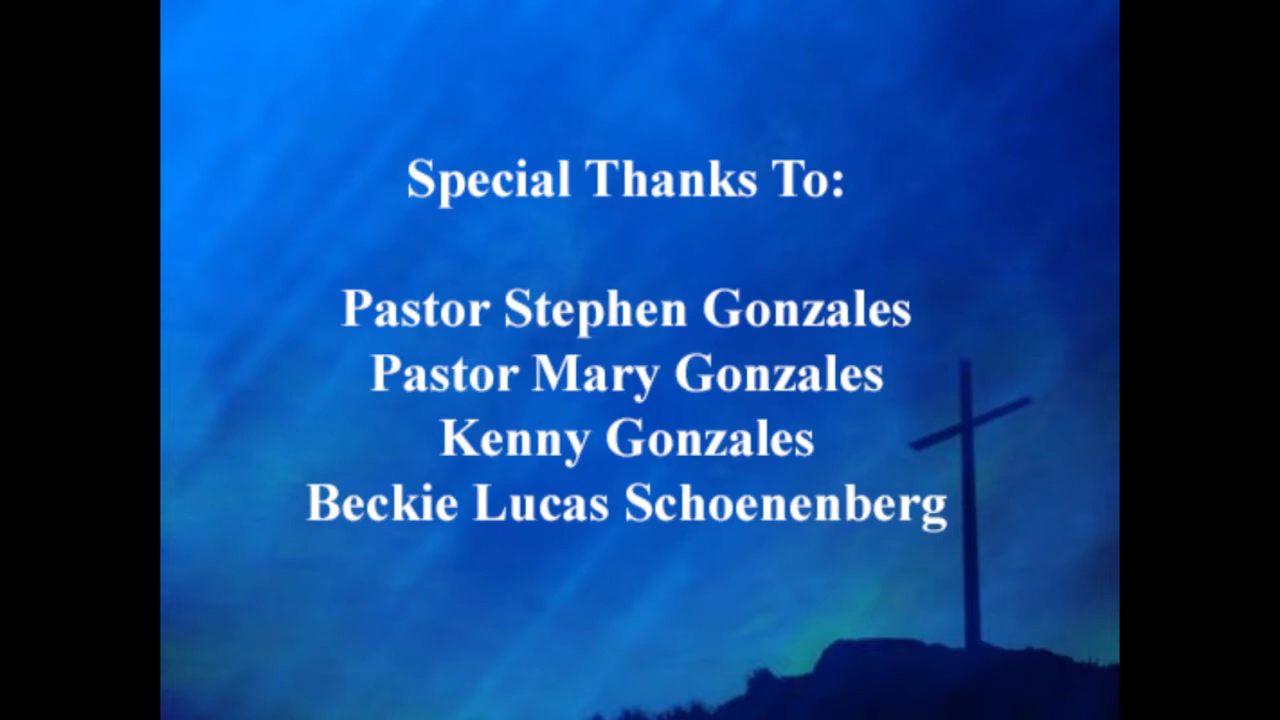 Special Thanks To:
Pastor Stephen Gonzales
Pastor Mary Gonzales
Kenny Gonzales
Beckie Lucas Schoenenberg